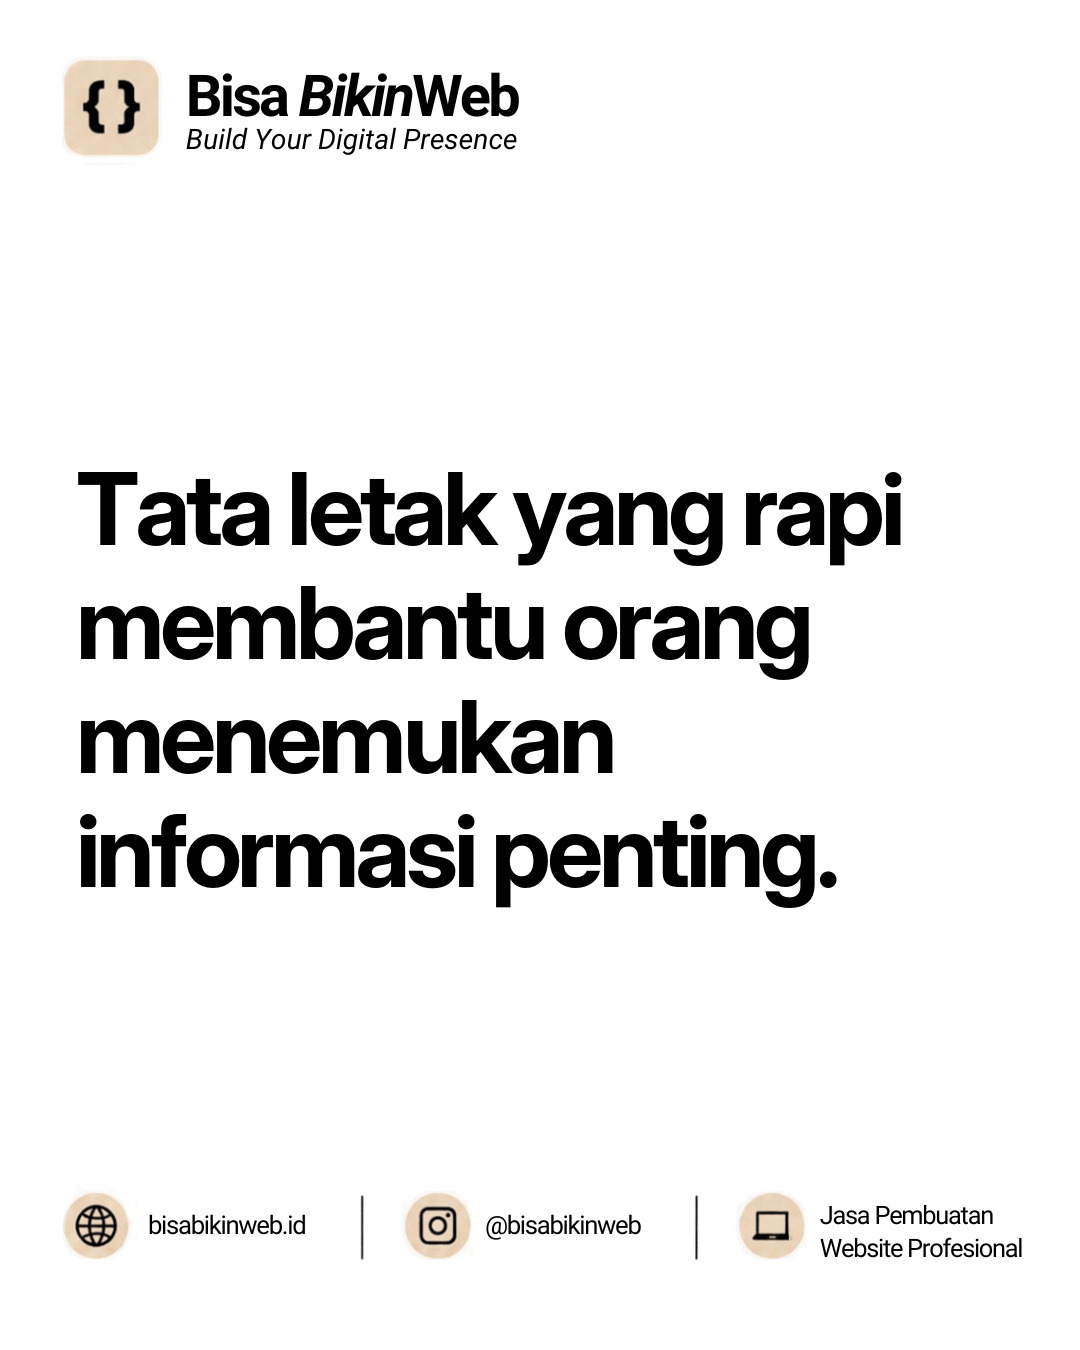 { }
Bisa BikinWeb
Build Your Digital Presence
Tata letak yang rapi
membantu orang
menemukan
informasi penting.
bisabikinweb.id
@bisabikinweb
Jasa Pembuatan
Website Profesional